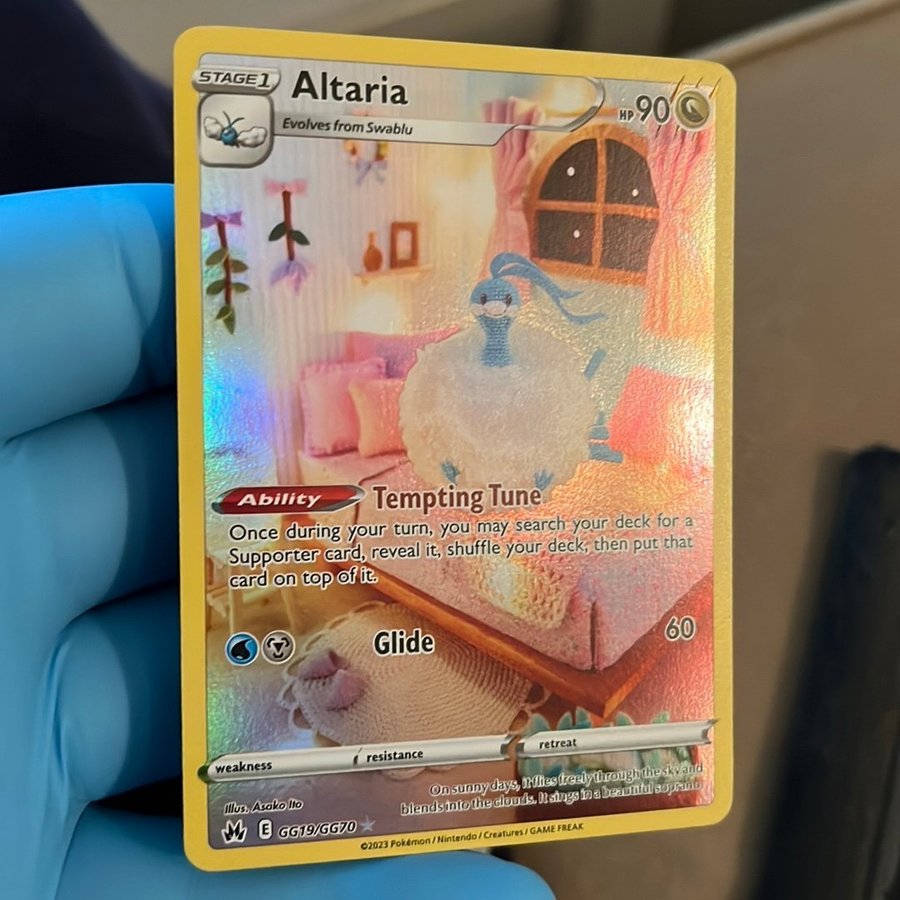 STAGE1
Altaria
HP 90
Evolves from Swablu
Ability Tempting Tune
Once during your turn, you may search your deck for a
Supporter card, reveal it, shuffle your deck, then put that
card on top of it.
Glide 60
weakness resistance retreat
On sunny days, it flies freely through the sky and
blends into the clouds. It sings in a beautiful soprano
Illus. Asako Ito
E GG19/GG70
©2023 Pokémon / Nintendo / Creatures / GAME FREAK